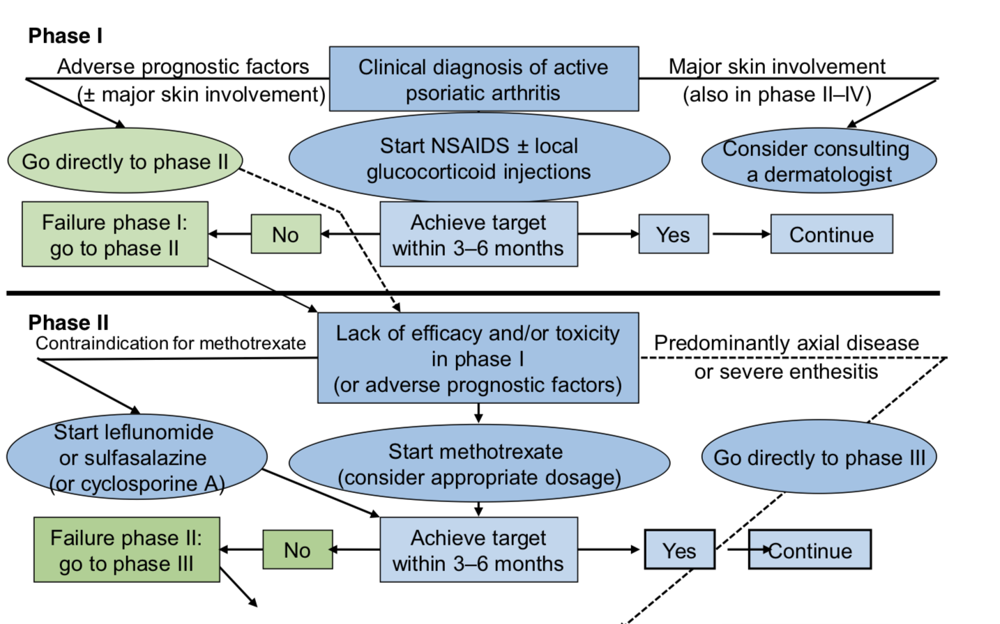 Phase I
Adverse prognostic factors
(± major skin involvement)
Clinical diagnosis of active
psoriatic arthritis
Major skin involvement
(also in phase II–IV)
Go directly to phase II
Start NSAIDS ± local
glucocorticoid injections
Consider consulting
a dermatologist
Failure phase I:
go to phase II
No
Achieve target
within 3–6 months
Yes
Continue
Phase II
Contraindication for methotrexate
Lack of efficacy and/or toxicity
in phase I
(or adverse prognostic factors)
Predominantly axial disease
or severe enthesitis
Start leflunomide
or sulfasalazine
(or cyclosporine A)
Start methotrexate
(consider appropriate dosage)
Go directly to phase III
Failure phase II:
go to phase III
No
Achieve target
within 3–6 months
Yes
Continue